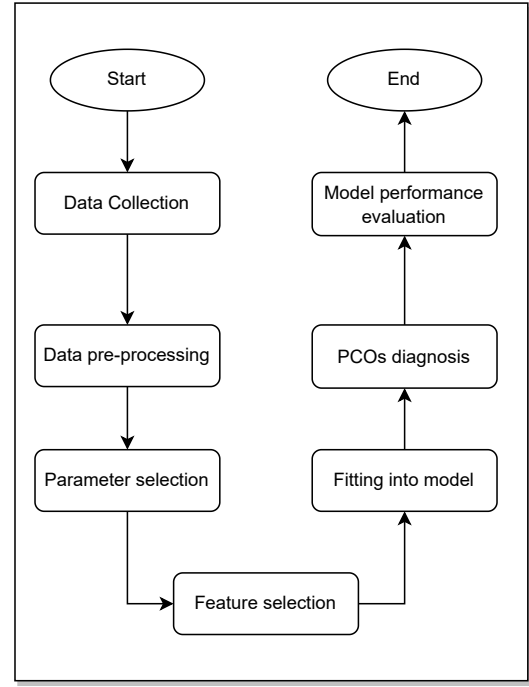 Start
Data Collection
Data pre-processing
Parameter selection
Feature selection
Fitting into model
PCOs diagnosis
Model performance
evaluation
End